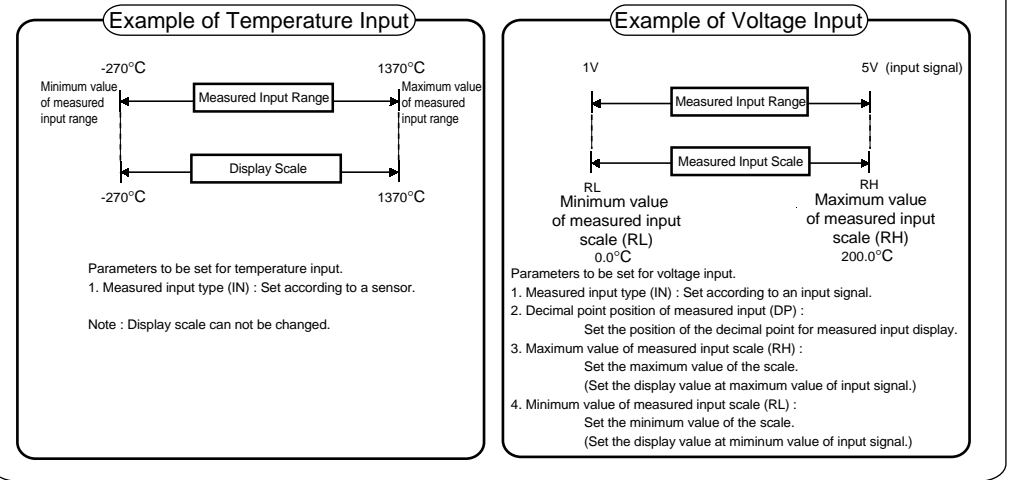 Example of Temperature Input
-270°C
1370°C
Minimum value
of measured
input range
Measured Input Range
Maximum value
of measured
input range
Display Scale
-270°C
1370°C
Parameters to be set for temperature input.
1. Measured input type (IN) : Set according to a sensor.
Note : Display scale can not be changed.
Example of Voltage Input
1V
5V (input signal)
Measured Input Range
Measured Input Scale
RL
Minimum value
of measured input
scale (RL)
0.0°C
RH
Maximum value
of measured input
scale (RH)
200.0°C
Parameters to be set for voltage input.
1. Measured input type (IN) : Set according to an input signal.
2. Decimal point position of measured input (DP) :
Set the position of the decimal point for measured input display.
3. Maximum value of measured input scale (RH) :
Set the maximum value of the scale.
(Set the display value at maximum value of input signal.)
4. Minimum value of measured input scale (RL) :
Set the minimum value of the scale.
(Set the display value at miminum value of input signal.)